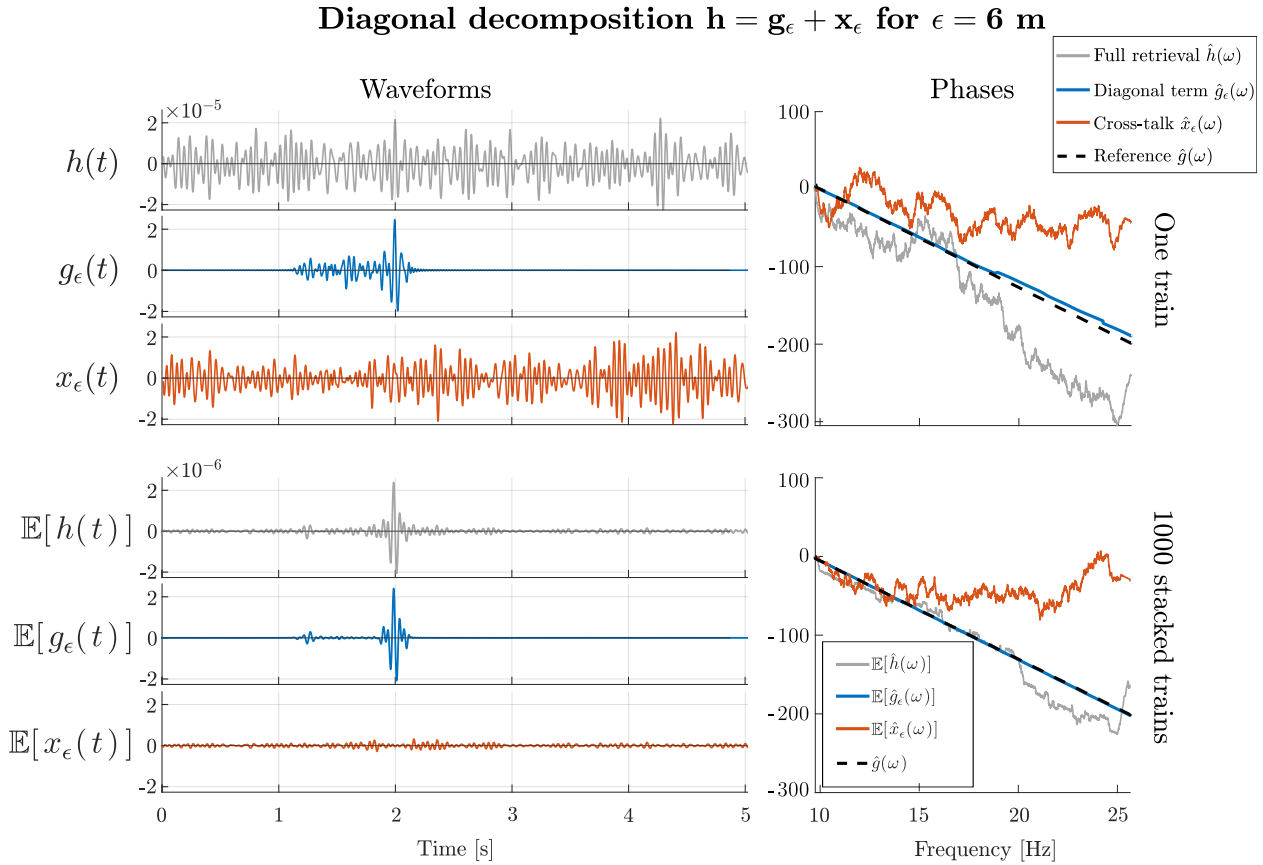 Diagonal decomposition h = g_ϵ + x_ϵ for ϵ = 6 m
Full retrieval ĥ(ω)
Diagonal term ĝ_ϵ(ω)
Cross-talk x̂_ϵ(ω)
Reference ĝ(ω)
Waveforms
Phases
×10⁻⁵
2
0
-2
h(t)
2
0
-2
g_ϵ(t)
2
0
-2
x_ϵ(t)
100
0
-100
-200
-300
One train
×10⁻⁶
2
0
-2
𝔼[h(t)]
2
0
-2
𝔼[g_ϵ(t)]
2
0
-2
𝔼[x_ϵ(t)]
0 1 2 3 4 5
Time [s]
100
0
-100
-200
-300
𝔼[ĥ(ω)]
𝔼[ĝ_ϵ(ω)]
𝔼[x̂_ϵ(ω)]
ĝ(ω)
10 15 20 25
Frequency [Hz]
1000 stacked trains